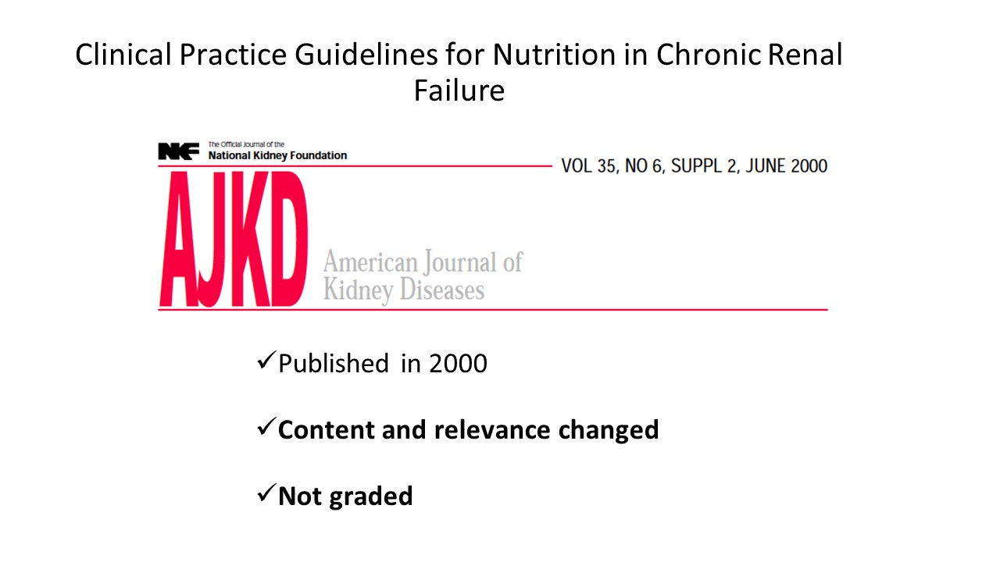 Clinical Practice Guidelines for Nutrition in Chronic Renal
Failure
NKF
The Official Journal of the
National Kidney Foundation
VOL 35, NO 6, SUPPL 2, JUNE 2000
AJKD
American Journal of
Kidney Diseases
✓Published in 2000
✓Content and relevance changed
✓Not graded